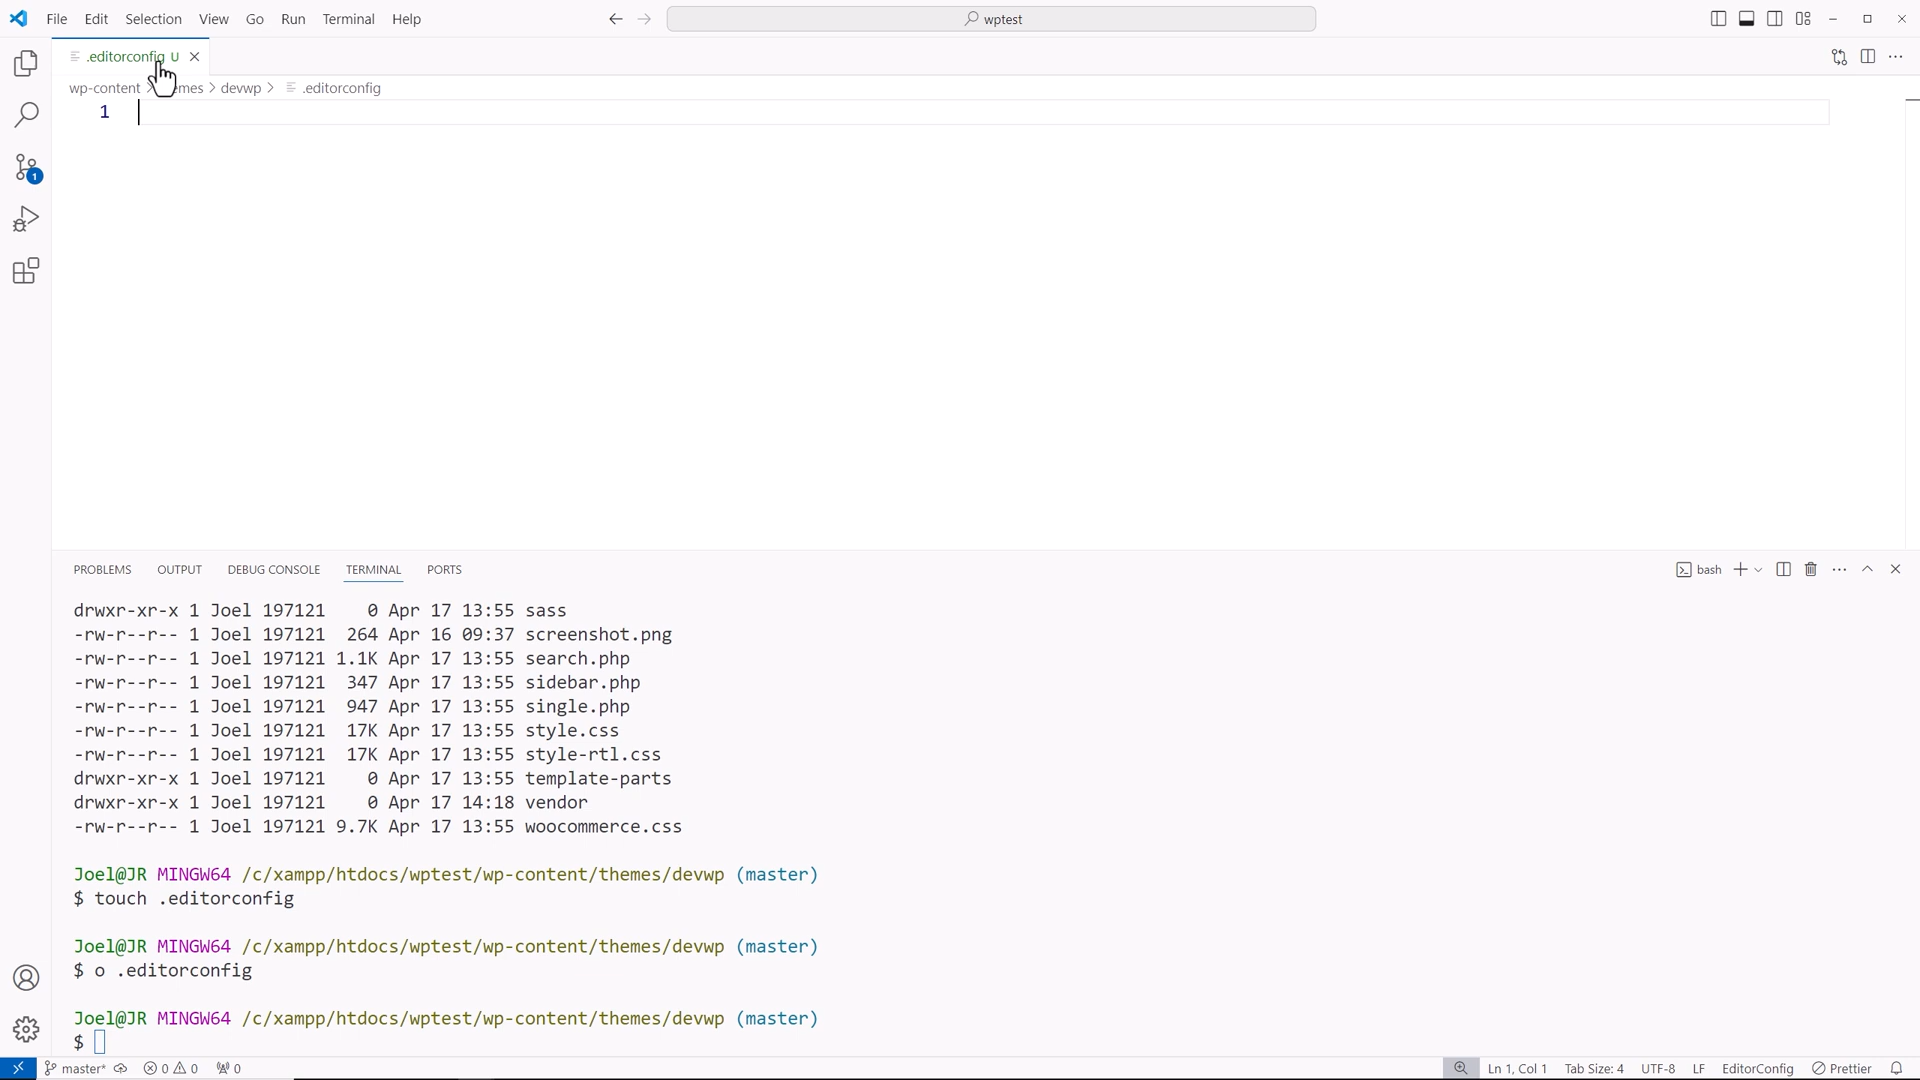 File Edit Selection View Go Run Terminal Help
wptest
.editorconfig U
wp-content > emes > devwp > .editorconfig
1
1
PROBLEMS OUTPUT DEBUG CONSOLE TERMINAL PORTS
bash
drwxr-xr-x 1 Joel 197121 0 Apr 17 13:55 sass
-rw-r--r-- 1 Joel 197121 264 Apr 16 09:37 screenshot.png
-rw-r--r-- 1 Joel 197121 1.1K Apr 17 13:55 search.php
-rw-r--r-- 1 Joel 197121 347 Apr 17 13:55 sidebar.php
-rw-r--r-- 1 Joel 197121 947 Apr 17 13:55 single.php
-rw-r--r-- 1 Joel 197121 17K Apr 17 13:55 style.css
-rw-r--r-- 1 Joel 197121 17K Apr 17 13:55 style-rtl.css
drwxr-xr-x 1 Joel 197121 0 Apr 17 13:55 template-parts
drwxr-xr-x 1 Joel 197121 0 Apr 17 14:18 vendor
-rw-r--r-- 1 Joel 197121 9.7K Apr 17 13:55 woocommerce.css
Joel@JR MINGW64 /c/xampp/htdocs/wptest/wp-content/themes/devwp (master)
$ touch .editorconfig
Joel@JR MINGW64 /c/xampp/htdocs/wptest/wp-content/themes/devwp (master)
$ o .editorconfig
Joel@JR MINGW64 /c/xampp/htdocs/wptest/wp-content/themes/devwp (master)
$
master* 0 0 0 Ln 1, Col 1 Tab Size: 4 UTF-8 LF EditorConfig Prettier